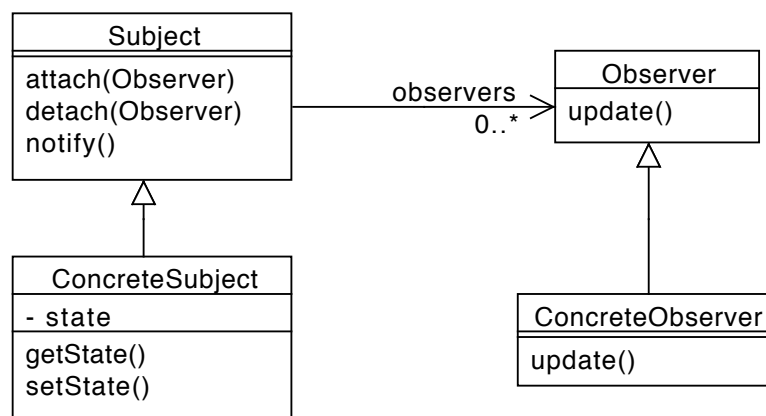 Subject
attach(Observer)
detach(Observer)
notify()
observers
0..*
Observer
update()
ConcreteSubject
- state
getState()
setState()
ConcreteObserver
update()